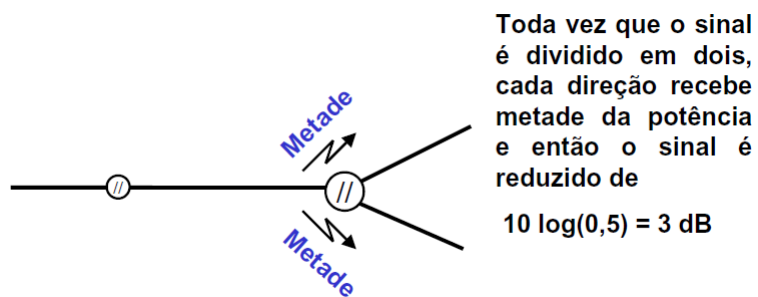 Toda vez que o sinal
é dividido em dois,
cada direção recebe
metade da potência
e então o sinal é
reduzido de
10 log(0,5) = 3 dB
Metade
//
//
Metade